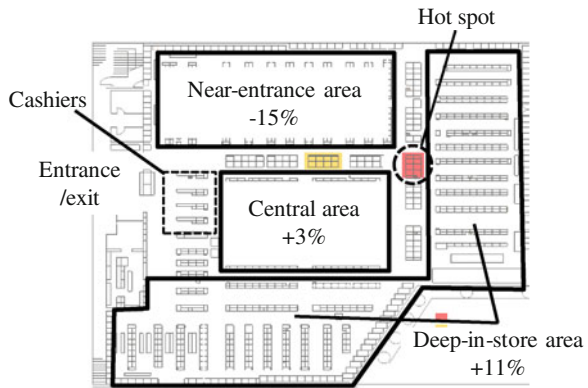 Hot spot
Near-entrance area
-15%
Cashiers
Entrance
/exit
Central area
+3%
Deep-in-store area
+11%